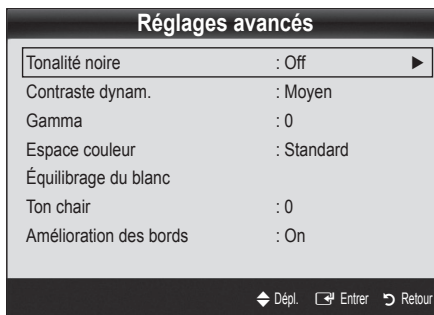 Réglages avancés
Tonalité noire : Off ►
Contraste dynam. : Moyen
Gamma : 0
Espace couleur : Standard
Équilibrage du blanc
Ton chair : 0
Amélioration des bords : On
Dépl. Entrer Retour